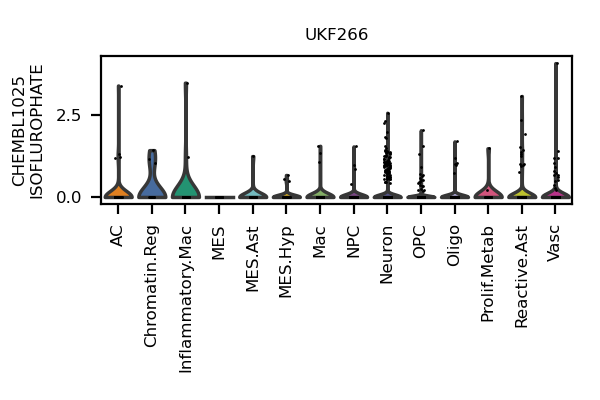 UKF266
CHEMBL1025
ISOFLUROPHATE
2.5
0.0
AC
Chromatin.Reg
Inflammatory.Mac
MES
MES.Ast
MES.Hyp
Mac
NPC
Neuron
OPC
Oligo
Prolif.Metab
Reactive.Ast
Vasc